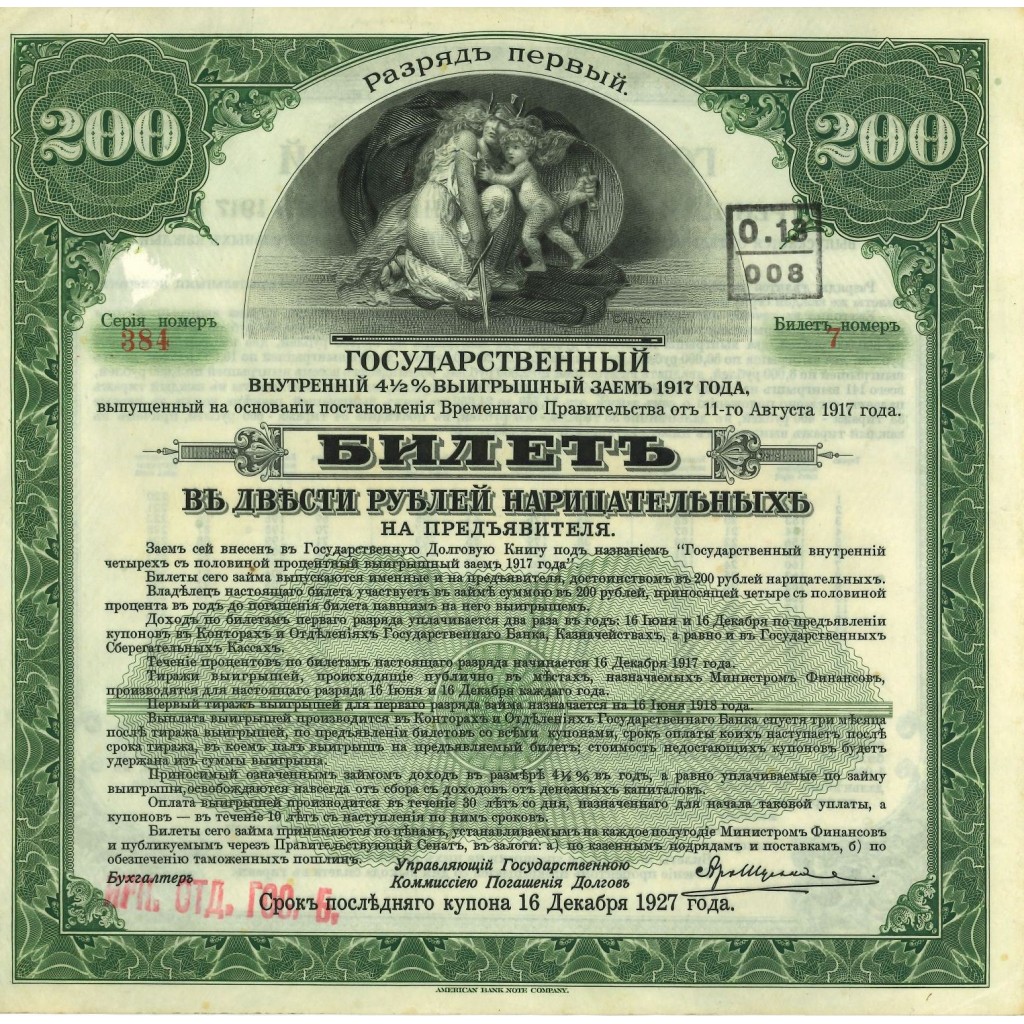 Разрядъ первый.
200
200
0.13
008
Серія номеръ
384
Билетъ номеръ
7
ГОСУДАРСТВЕННЫЙ
ВНУТРЕННІЙ 4½% ВЫИГРЫШНЫЙ ЗАЕМЪ 1917 ГОДА,
выпущенный на основаніи постановленія Временнаго Правительства отъ 11-го Августа 1917 года.
БИЛЕТЪ
ВЪ ДВѢСТИ РУБЛЕЙ НАРИЦАТЕЛЬНЫХЪ
НА ПРЕДЪЯВИТЕЛЯ.
Заемъ сей внесенъ въ Государственную Долговую Книгу подъ названіемъ "Государственный внутренній
четырехъ съ половиной процентный выигрышный заемъ 1917 года"
Билеты сего займа выпускаются именные и на предъявителя, достоинствомъ въ 200 рублей нарицательныхъ.
Владѣлецъ настоящаго билета участвуетъ въ займѣ суммою въ 200 рублей, приносящей четыре съ половиной
процента въ годъ до погашенія билета павшимъ на него выигрышемъ.
Доходъ по билетамъ перваго разряда уплачивается два раза въ годъ: 16 Іюня и 16 Декабря по предъявленіи
купоновъ въ Конторахъ и Отдѣленіяхъ Государственнаго Банка, Казначействахъ, а равно и въ Государственныхъ
Сберегательныхъ Кассахъ.
Теченіе процентовъ по билетамъ настоящаго разряда начинается 16 Декабря 1917 года.
Тиражи выигрышей, происходящіе публично въ мѣстахъ, назначаемыхъ Министромъ Финансовъ,
производятся для настоящаго разряда 16 Іюня и 16 Декабря каждаго года.
Первый тиражъ выигрышей для перваго разряда займа назначается на 16 Іюня 1918 года.
Выплата выигрышей производится въ Конторахъ и Отдѣленіяхъ Государственнаго Банка спустя три мѣсяца
послѣ тиража выигрышей, по предъявленіи билетовъ со всѣми купонами, срокъ оплаты коихъ наступаетъ послѣ
срока тиража, въ коемъ палъ выигрышъ на предъявляемый билетъ; стоимость недостающихъ купоновъ будетъ
удержана изъ суммы выигрыша.
Приносимый означеннымъ займомъ доходъ въ размѣрѣ 4½% въ годъ, а равно уплачиваемые по займу
выигрыши, освобождаются навсегда отъ сбора съ доходовъ отъ денежныхъ капиталовъ.
Оплата выигрышей производится въ теченіе 30 лѣтъ со дня, назначеннаго для начала таковой уплаты, а
купоновъ — въ теченіе 10 лѣтъ съ наступленія по нимъ сроковъ.
Билеты сего займа принимаются по цѣнамъ, устанавливаемымъ на каждое полугодіе Министромъ Финансовъ
и публикуемымъ черезъ Правительствующій Сенатъ, въ залоги: а) по казеннымъ подрядамъ и поставкамъ, б) по
обезпеченію таможенныхъ пошлинъ.
Бухгалтеръ
Управляющій Государственною
Коммиссіею Погашенія Долговъ
ИРК. ОТД. ГОС. Б.
Срокъ послѣдняго купона 16 Декабря 1927 года.
AMERICAN BANK NOTE COMPANY.